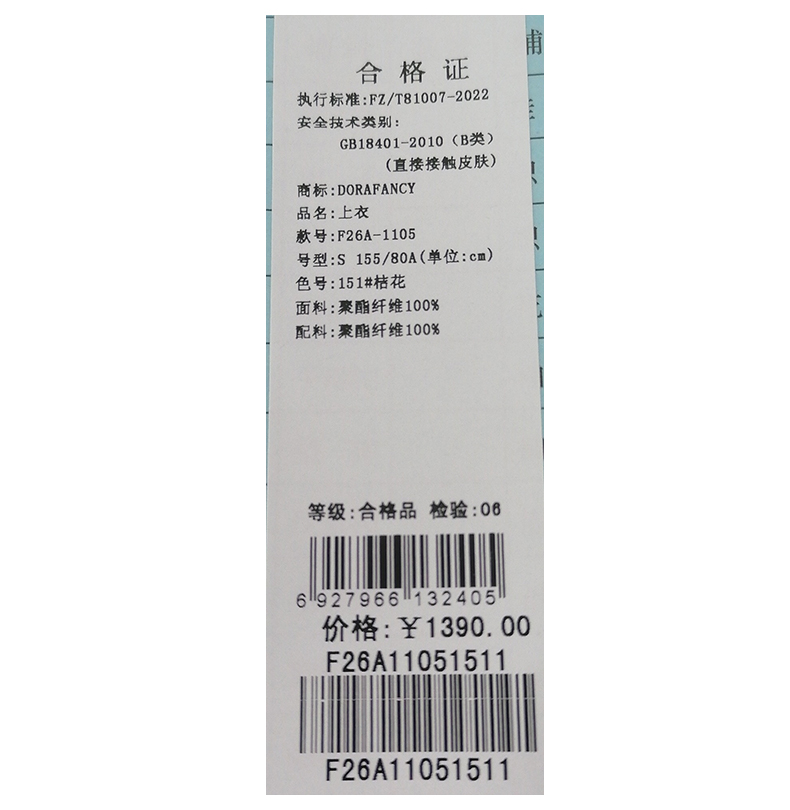 合格证
执行标准:FZ/T81007-2022
安全技术类别:
GB18401-2010（B类）
(直接接触皮肤)
商标:DORAFANCY
品名:上衣
款号:F26A-1105
号型:S 155/80A(单位:cm)
色号:151#桔花
面料:聚酯纤维100%
配料:聚酯纤维100%
等级:合格品 检验:06
6 927966 132405
价格:￥1390.00
F26A11051511
F26A11051511